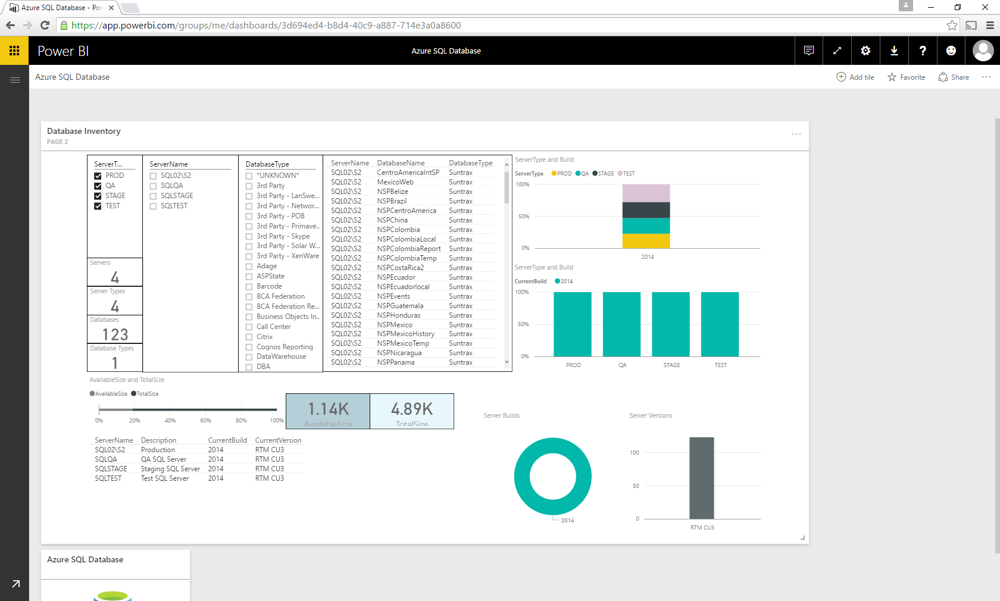 Azure SQL Database - Po
https://app.powerbi.com/groups/me/dashboards/3d694ed4-b8d4-40c9-a887-714e3a0a8600
Power BI
Azure SQL Database
Azure SQL Database
Add tile
Favorite
Share
Database Inventory
PAGE 2
ServerT...
PROD
QA
STAGE
TEST
Servers
4
Server Types
4
Databases
123
Database Types
1
ServerName
SQL02\S2
SQLQA
SQLSTAGE
SQLTEST
DatabaseType
*UNKNOWN*
3rd Party
3rd Party - LanSwe...
3rd Party - Networ...
3rd Party - POB
3rd Party - Primave...
3rd Party - Skype
3rd Party - Solar W...
3rd Party - XenWare
Adage
ASPState
Barcode
BCA Federation
BCA Federation Re...
Business Objects In...
Call Center
Citrix
Cognos Reporting
DataWarehouse
DBA
ServerName DatabaseName DatabaseType
SQL02\S2 CentroAmericaIntSP Suntrax
SQL02\S2 MexicoWeb Suntrax
SQL02\S2 NSPBelize Suntrax
SQL02\S2 NSPBrazil Suntrax
SQL02\S2 NSPCentroAmerica Suntrax
SQL02\S2 NSPChina Suntrax
SQL02\S2 NSPColombia Suntrax
SQL02\S2 NSPColombiaLocal Suntrax
SQL02\S2 NSPColombiaReport Suntrax
SQL02\S2 NSPColombiaTemp Suntrax
SQL02\S2 NSPCostaRica2 Suntrax
SQL02\S2 NSPEcuador Suntrax
SQL02\S2 NSPEcuadorlocal Suntrax
SQL02\S2 NSPEvents Suntrax
SQL02\S2 NSPGuatemala Suntrax
SQL02\S2 NSPHonduras Suntrax
SQL02\S2 NSPMexico Suntrax
SQL02\S2 NSPMexicoHistory Suntrax
SQL02\S2 NSPMexicoTemp Suntrax
SQL02\S2 NSPNicaragua Suntrax
SQL02\S2 NSPPanama Suntrax
ServerType and Build
ServerType PROD QA STAGE TEST
100%
50%
0%
2014
ServerType and Build
CurrentBuild 2014
100%
50%
0%
PROD QA STAGE TEST
AvailableSize and TotalSize
AvailableSize TotalSize
0% 20% 40% 60% 80% 100%
1.14K
AvailableSize
4.89K
TotalSize
ServerName Description CurrentBuild CurrentVersion
SQL02\S2 Production 2014 RTM CU3
SQLQA QA SQL Server 2014 RTM CU3
SQLSTAGE Staging SQL Server 2014 RTM CU3
SQLTEST Test SQL Server 2014 RTM CU3
Server Builds
2014
Server Versions
100
50
0
RTM CU3
Azure SQL Database